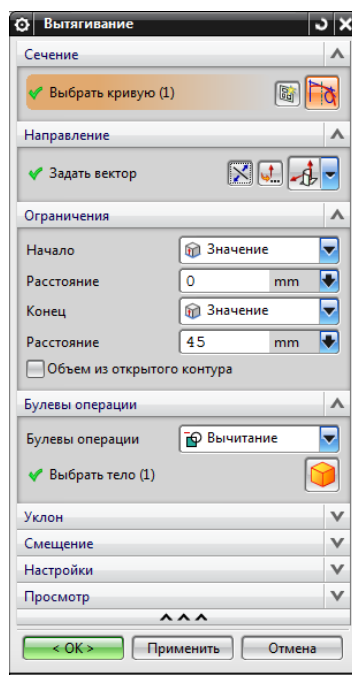 Вытягивание
Сечение
Выбрать кривую (1)
Направление
Задать вектор
Ограничения
Начало Значение
Расстояние 0 mm
Конец Значение
Расстояние 45 mm
Объем из открытого контура
Булевы операции
Булевы операции Вычитание
Выбрать тело (1)
Уклон
Смещение
Настройки
Просмотр
< OK > Применить Отмена